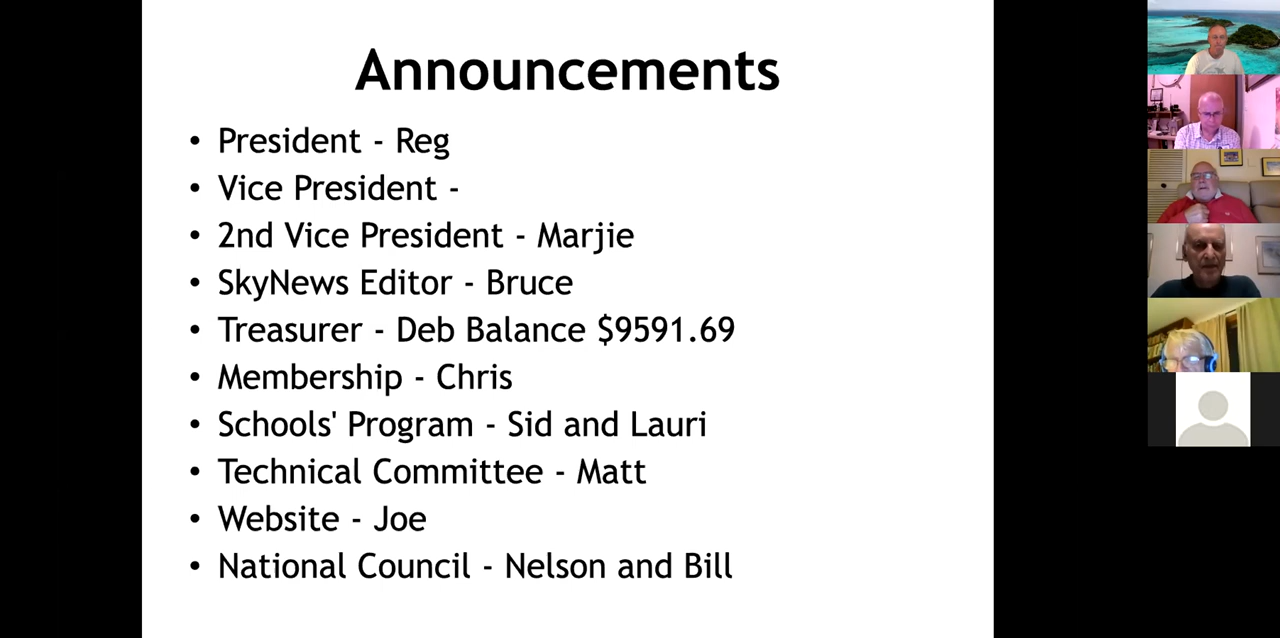 Announcements
• President - Reg
• Vice President -
• 2nd Vice President - Marjie
• SkyNews Editor - Bruce
• Treasurer - Deb Balance $9591.69
• Membership - Chris
• Schools' Program - Sid and Lauri
• Technical Committee - Matt
• Website - Joe
• National Council - Nelson and Bill